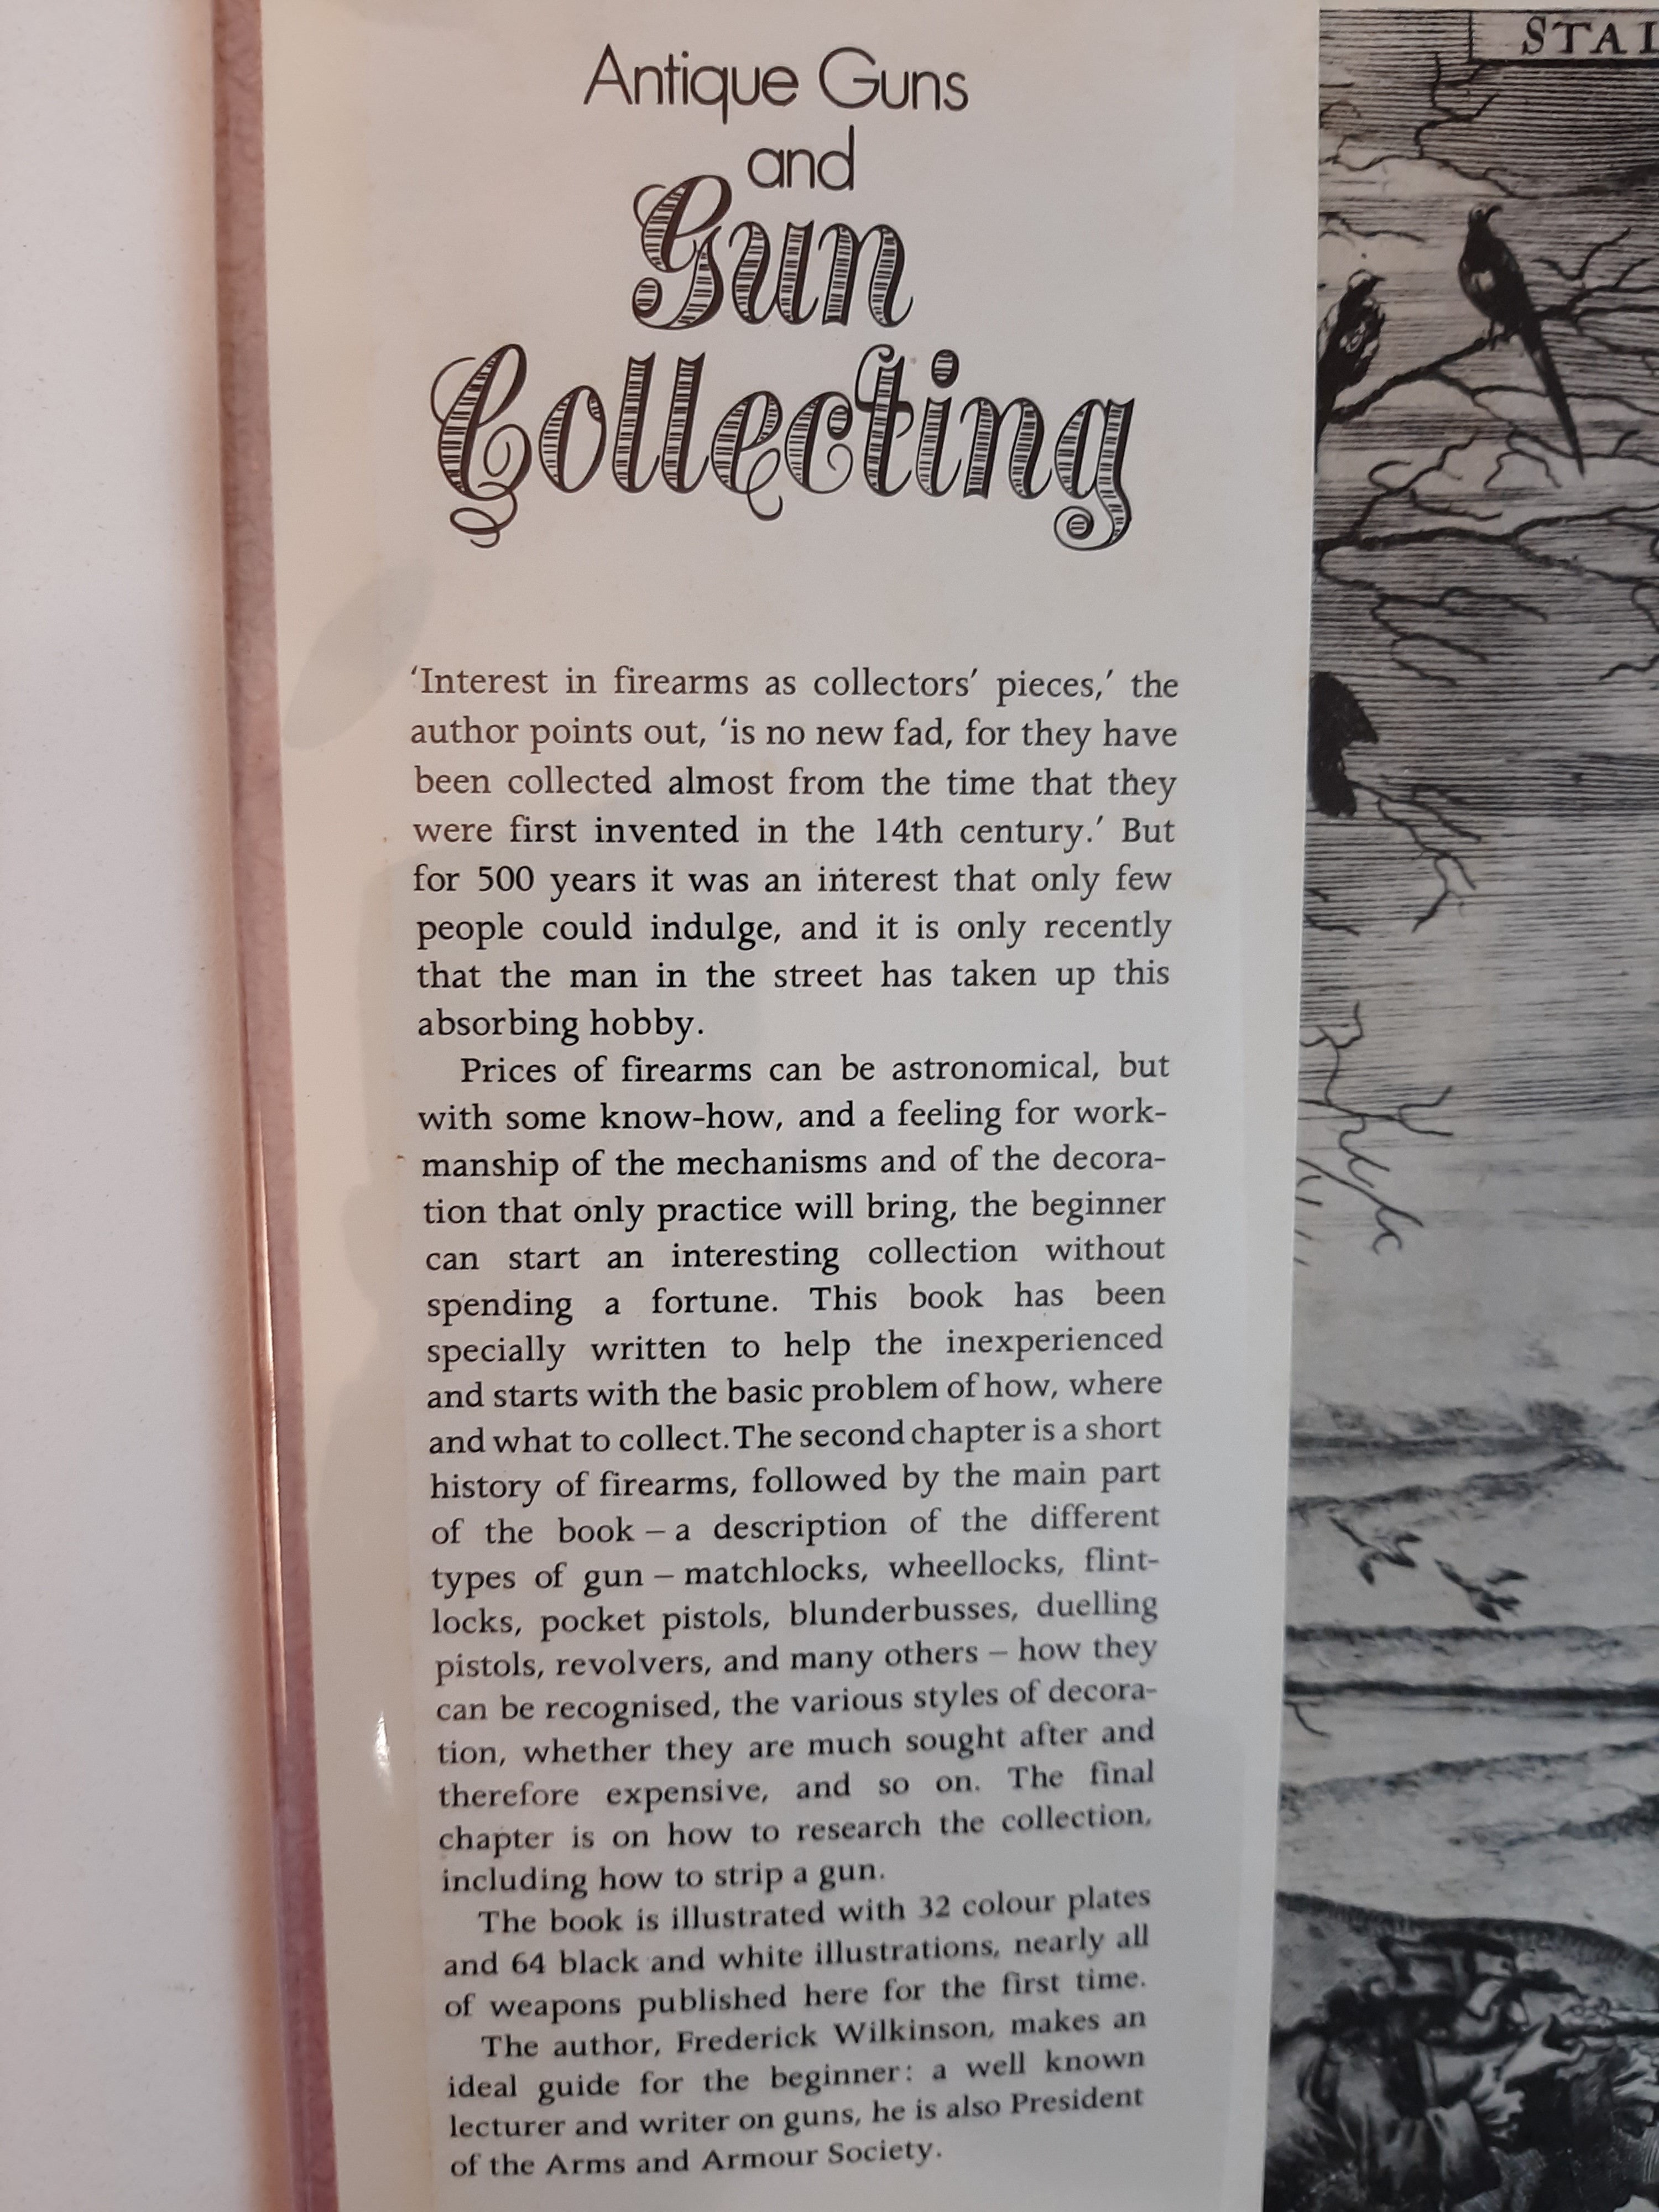 Antique Guns
and
Gun
Collecting
'Interest in firearms as collectors' pieces,' the
author points out, 'is no new fad, for they have
been collected almost from the time that they
were first invented in the 14th century.' But
for 500 years it was an interest that only few
people could indulge, and it is only recently
that the man in the street has taken up this
absorbing hobby.
Prices of firearms can be astronomical, but
with some know-how, and a feeling for work-
manship of the mechanisms and of the decora-
tion that only practice will bring, the beginner
can start an interesting collection without
spending a fortune. This book has been
specially written to help the inexperienced
and starts with the basic problem of how, where
and what to collect. The second chapter is a short
history of firearms, followed by the main part
of the book – a description of the different
types of gun – matchlocks, wheellocks, flint-
locks, pocket pistols, blunderbusses, duelling
pistols, revolvers, and many others – how they
can be recognised, the various styles of decora-
tion, whether they are much sought after and
therefore expensive, and so on. The final
chapter is on how to research the collection,
including how to strip a gun.
The book is illustrated with 32 colour plates
and 64 black and white illustrations, nearly all
of weapons published here for the first time.
The author, Frederick Wilkinson, makes an
ideal guide for the beginner: a well known
lecturer and writer on guns, he is also President
of the Arms and Armour Society.